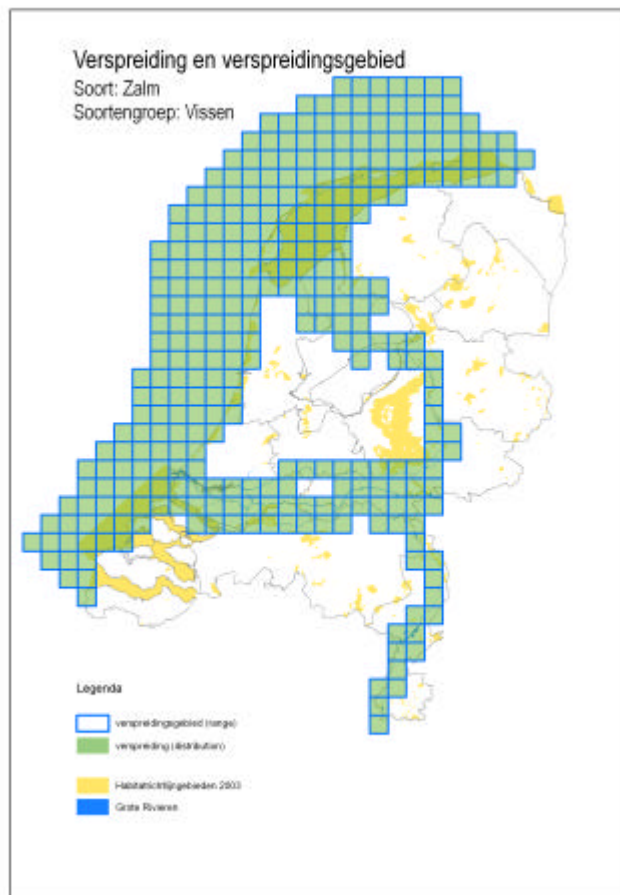 Verspreiding en verspreidingsgebied
Soort: Zalm
Soortengroep: Vissen
Legenda
verspreidingsgebied (range)
verspreiding (distribution)
Habitatrichtlijngebieden 2003
Grote Rivieren